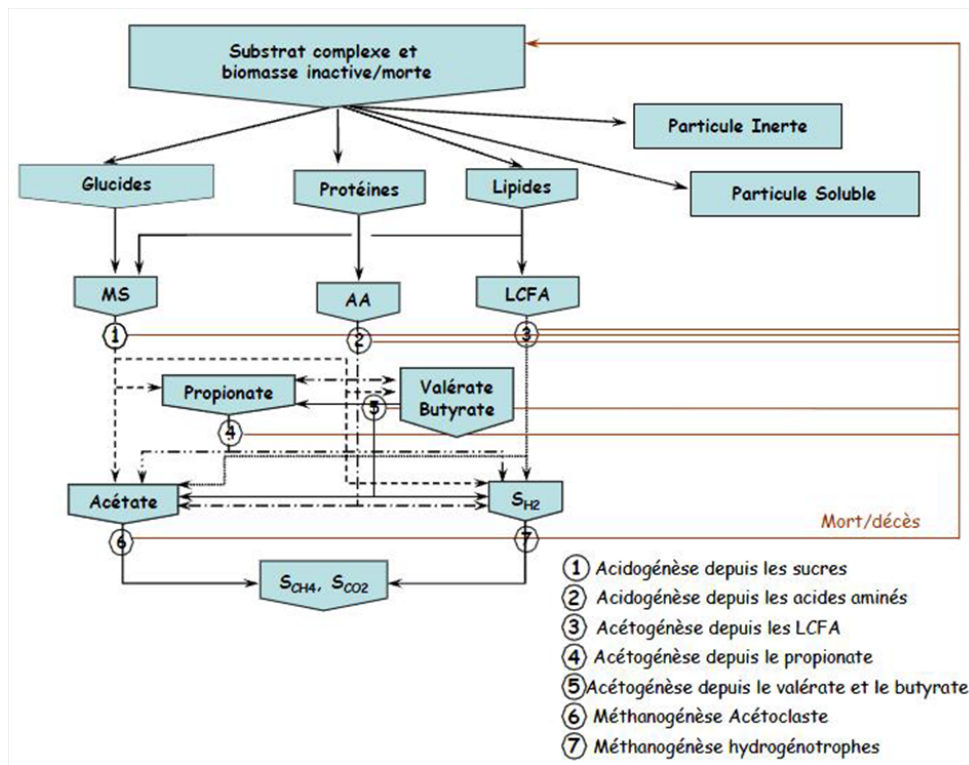 Substrat complexe et
biomasse inactive/morte
Particule Inerte
Glucides
Protéines
Lipides
Particule Soluble
MS
AA
LCFA
1
2
3
Propionate
Valérate
Butyrate
5
4
Acétate
SH2
Mort/décès
6
7
SCH4, SCO2
1 Acidogénèse depuis les sucres
2 Acidogénèse depuis les acides aminés
3 Acétogénèse depuis les LCFA
4 Acétogénèse depuis le propionate
5 Acétogénèse depuis le valérate et le butyrate
6 Méthanogénèse Acétoclaste
7 Méthanogénèse hydrogénotrophes